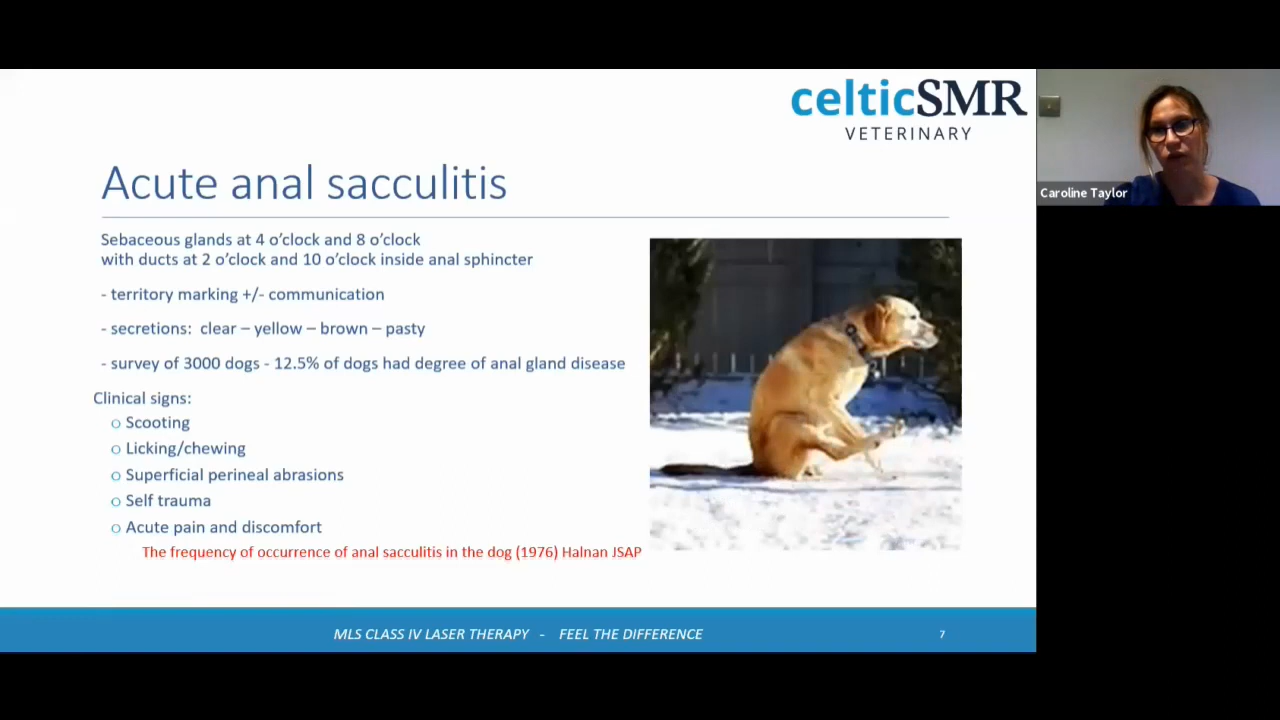 celticSMR
VETERINARY
Caroline Taylor
Acute anal sacculitis
Sebaceous glands at 4 o’clock and 8 o’clock
with ducts at 2 o’clock and 10 o’clock inside anal sphincter
- territory marking +/- communication
- secretions: clear – yellow – brown – pasty
- survey of 3000 dogs - 12.5% of dogs had degree of anal gland disease
Clinical signs:
o Scooting
o Licking/chewing
o Superficial perineal abrasions
o Self trauma
o Acute pain and discomfort
The frequency of occurrence of anal sacculitis in the dog (1976) Halnan JSAP
MLS CLASS IV LASER THERAPY - FEEL THE DIFFERENCE
7